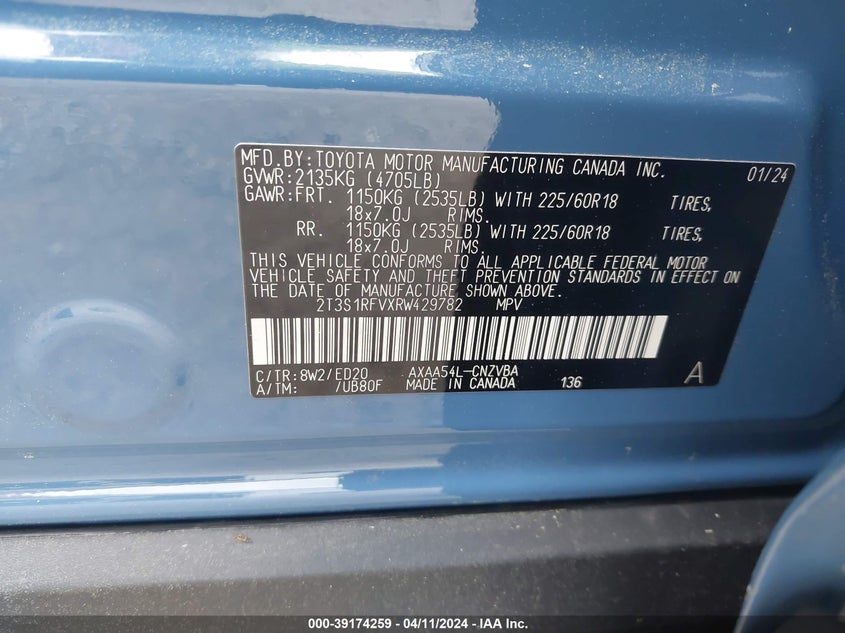 MFD.BY:TOYOTA MOTOR MANUFACTURING CANADA INC. 01/24
GVWR:2135KG (4705LB)
GAWR:FRT. 1150KG (2535LB) WITH 225/60R18 TIRES,
18x7.0J RIMS.
RR. 1150KG (2535LB) WITH 225/60R18 TIRES,
18x7.0J RIMS.
THIS VEHICLE CONFORMS TO ALL APPLICABLE FEDERAL MOTOR
VEHICLE SAFETY AND THEFT PREVENTION STANDARDS IN EFFECT ON
THE DATE OF MANUFACTURE SHOWN ABOVE.
2T3S1RFVXRW429782 MPV
C/TR:8W2/ED20 AXAA54L-CNZVBA
A/TM: /UB80F MADE IN CANADA 136 A
000-39174259 - 04/11/2024 - IAA Inc.